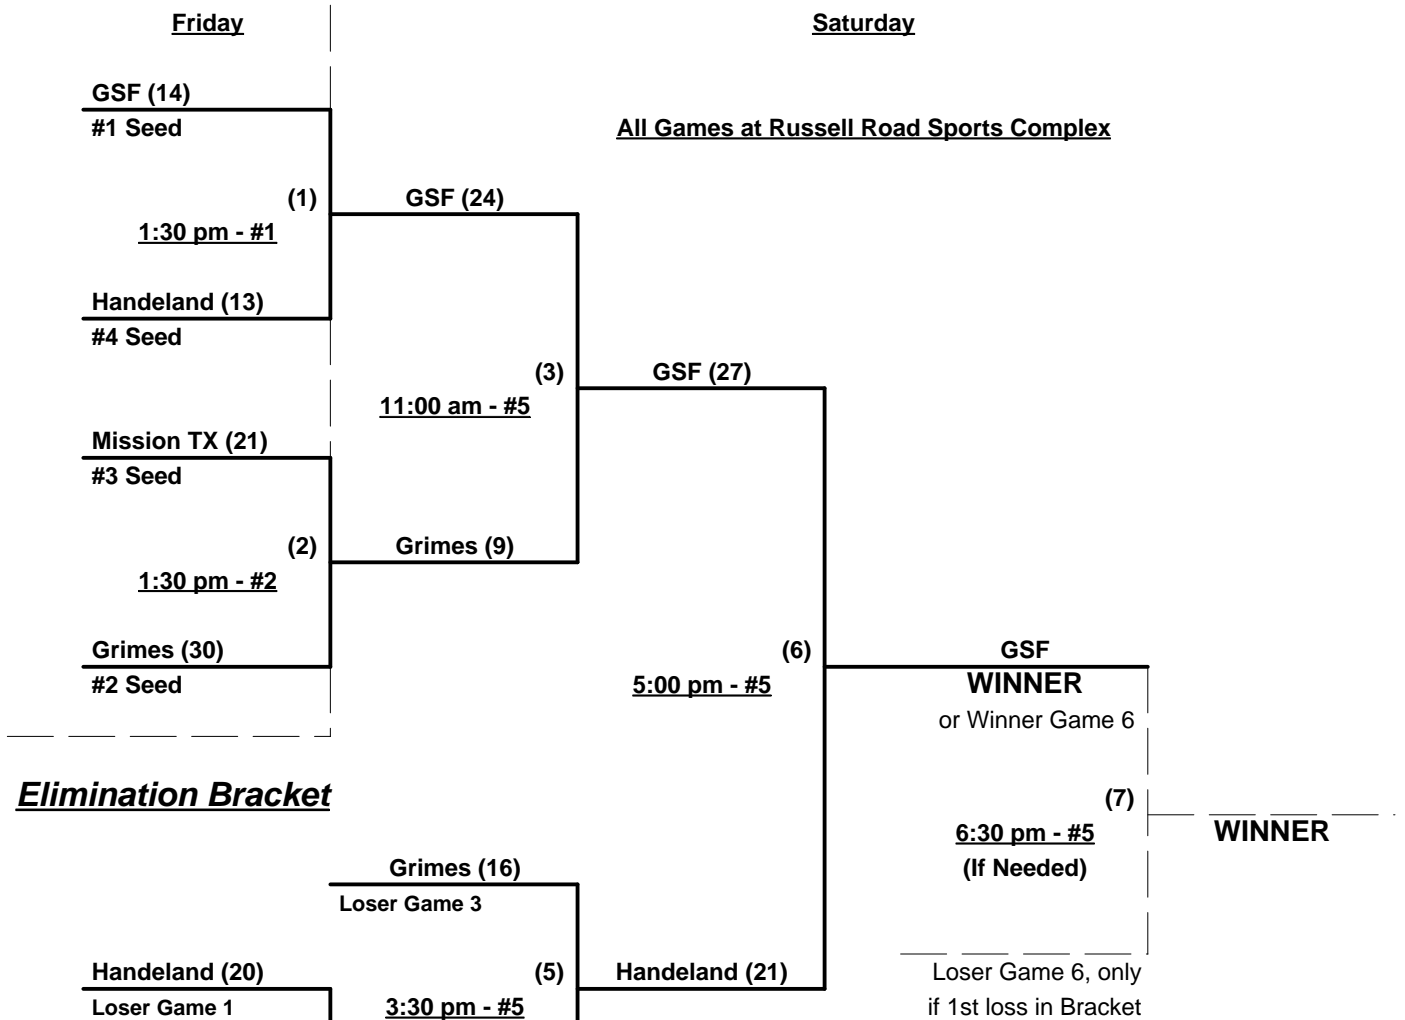 Friday
Saturday
GSF (14)
#1 Seed
All Games at Russell Road Sports Complex
(1)
GSF (24)
1:30 pm - #1
Handeland (13)
#4 Seed
(3)
GSF (27)
11:00 am - #5
Mission TX (21)
#3 Seed
(2)
Grimes (9)
1:30 pm - #2
Grimes (30)
#2 Seed
(6)
GSF
5:00 pm - #5
WINNER
or Winner Game 6
Elimination Bracket
(7)
6:30 pm - #5
WINNER
(If Needed)
Grimes (16)
Loser Game 3
Handeland (20)
(5)
Handeland (21)
Loser Game 6, only
Loser Game 1
3:30 pm - #5
if 1st loss in Bracket